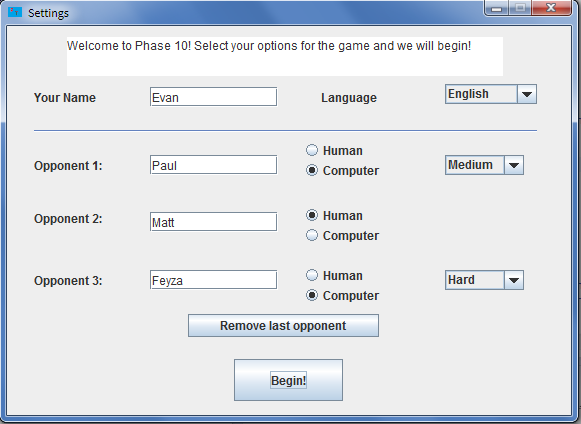 Settings
Welcome to Phase 10! Select your options for the game and we will begin!
Your Name Evan Language English
Human
Opponent 1: Paul Computer Medium
Human
Opponent 2: Matt
Computer
Human
Opponent 3: Feyza Hard
Computer
Remove last opponent
Begin!